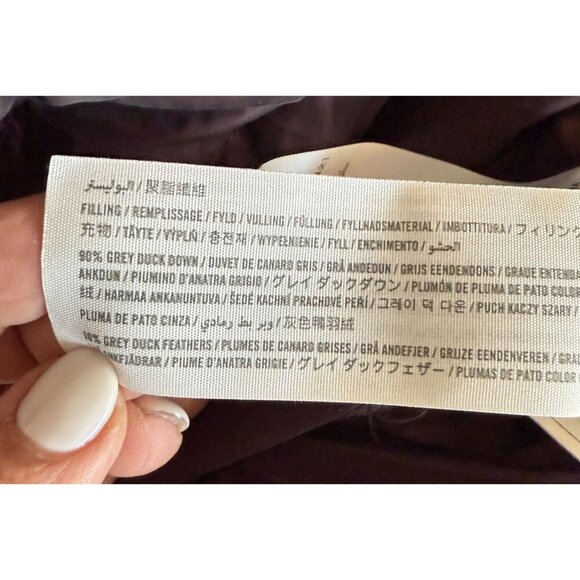 البوليستر / 聚脂纖維
FILLING / REMPLISSAGE / FYLD / VULLING / FÜLLUNG / FYLLNADSMATERIAL / IMBOTTITURA / フィリング
充物 / TÄYTE / VÝPLŇ / 충전재 / WYPEŁNIENIE / FYLL / ENCHIMENTO / الحشو
90% GREY DUCK DOWN / DUVET DE CANARD GRIS / GRÅ ANDEDUN / GRIJS EENDENDONS / GRAUE ENTENDA
ANKDUN / PIUMINO D'ANATRA GRIGIO / グレイ ダックダウン / PLUMÓN DE PLUMA DE PATO COLOR
绒 / HARMAA ANKANUNTUVA / ŠEDÉ KACHNÍ PRACHOVÉ PEŘÍ / 그레이 덕 다운 / PUCH KACZY SZARY /
PLUMA DE PATO CINZA / وبر بط رمادي / 灰色鴨羽絨
10% GREY DUCK FEATHERS / PLUMES DE CANARD GRISES / GRÅ ANDEFJER / GRIJZE EENDENVEREN / GRA
ANKFJÄDRAR / PIUME D'ANATRA GRIGIE / グレイ ダックフェザー / PLUMAS DE PATO COLOR